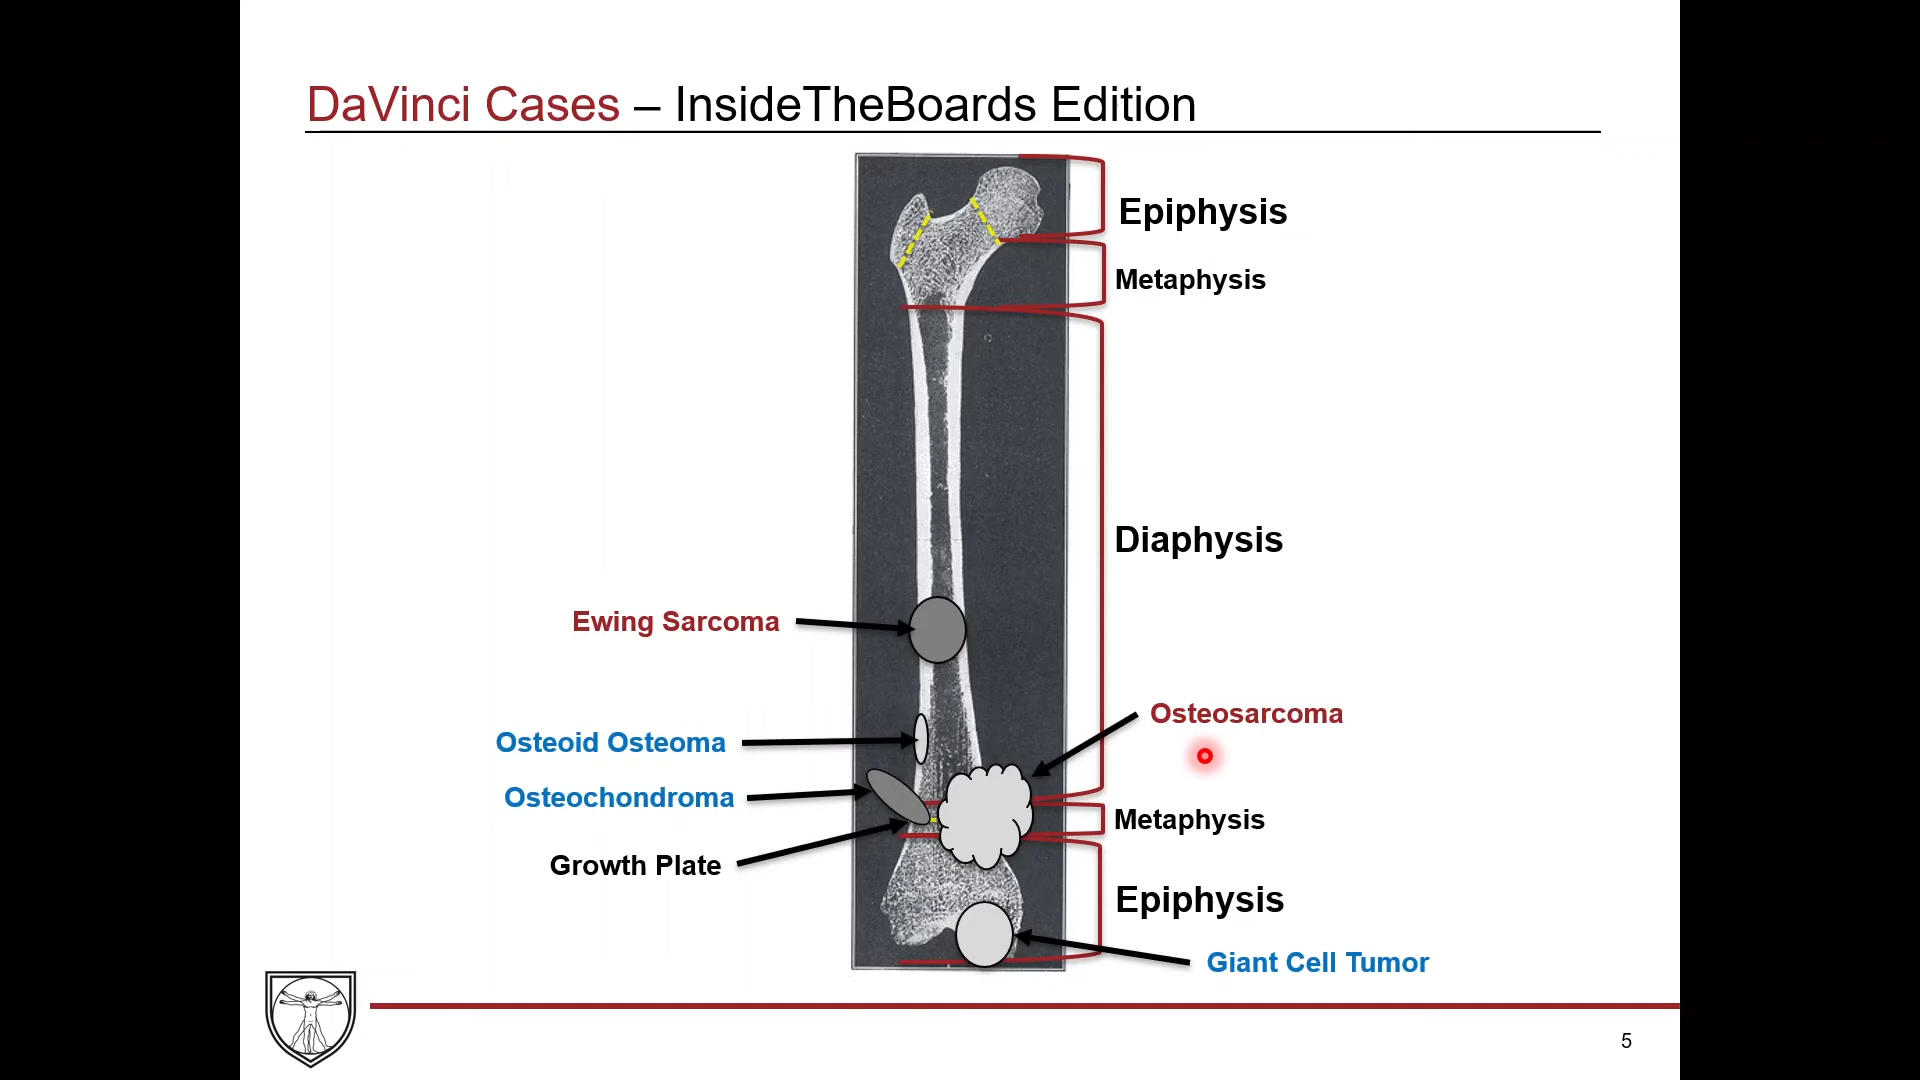 DaVinci Cases – InsideTheBoards Edition
Epiphysis
Metaphysis
Diaphysis
Ewing Sarcoma
Osteosarcoma
Osteoid Osteoma
Osteochondroma
Metaphysis
Growth Plate
Epiphysis
Giant Cell Tumor
5